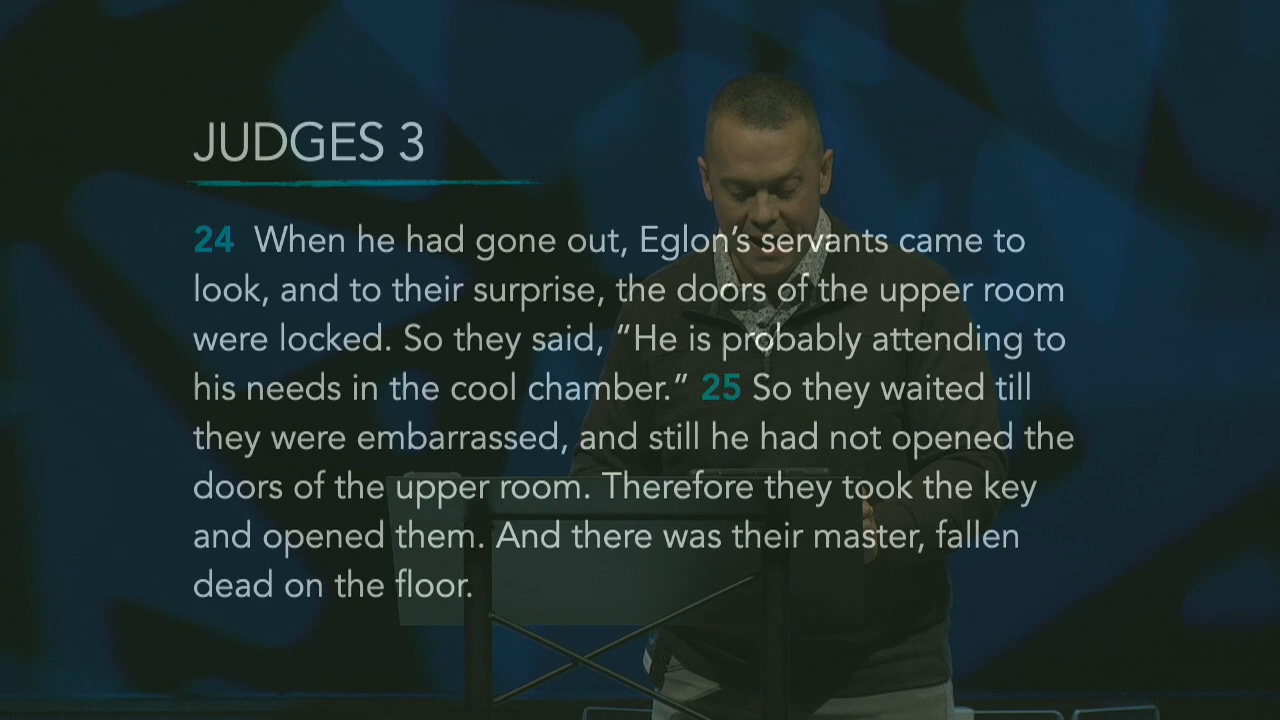 JUDGES 3
24 When he had gone out, Eglon’s servants came to
look, and to their surprise, the doors of the upper room
were locked. So they said, “He is probably attending to
his needs in the cool chamber.” 25 So they waited till
they were embarrassed, and still he had not opened the
doors of the upper room. Therefore they took the key
and opened them. And there was their master, fallen
dead on the floor.